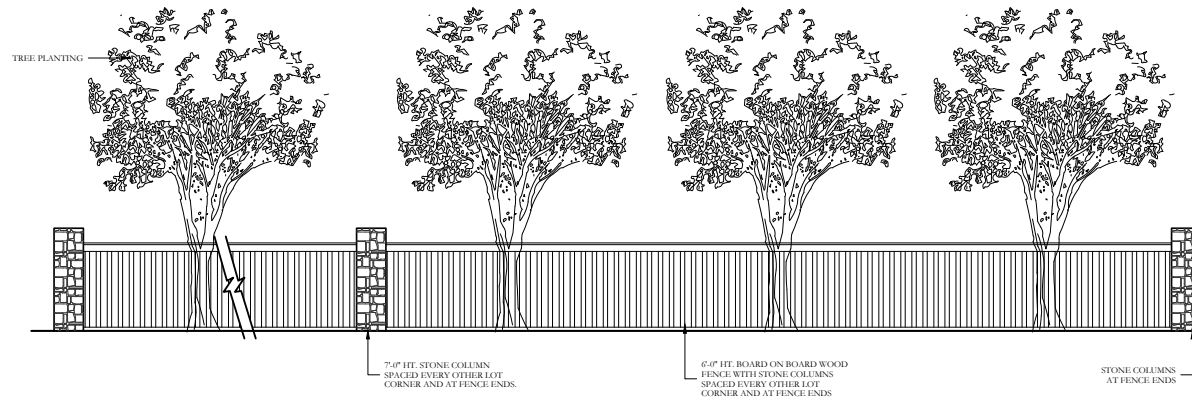 TREE PLANTING
7'-0" HT. STONE COLUMN
SPACED EVERY OTHER LOT
CORNER AND AT FENCE ENDS.
6'-0" HT. BOARD ON BOARD WOOD
FENCE WITH STONE COLUMNS
SPACED EVERY OTHER LOT
CORNER AND AT FENCE ENDS
STONE COLUMNS
AT FENCE ENDS